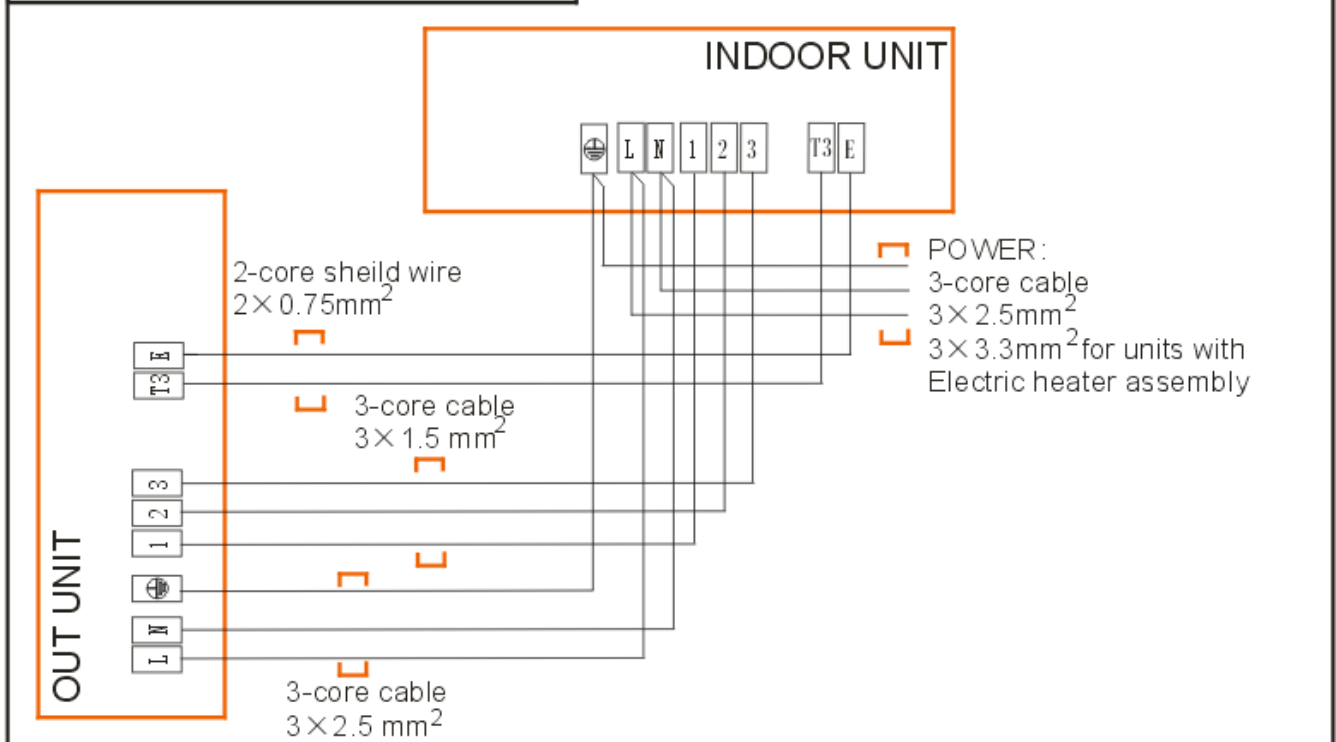 INDOOR UNIT
L N 1 2 3 T3 E
POWER:
3-core cable
3×2.5mm²
3×3.3mm² for units with
Electric heater assembly
2-core sheild wire
2×0.75mm²
E
T3
3-core cable
3×1.5 mm²
3
2
1
N
L
OUT UNIT
3-core cable
3×2.5 mm²